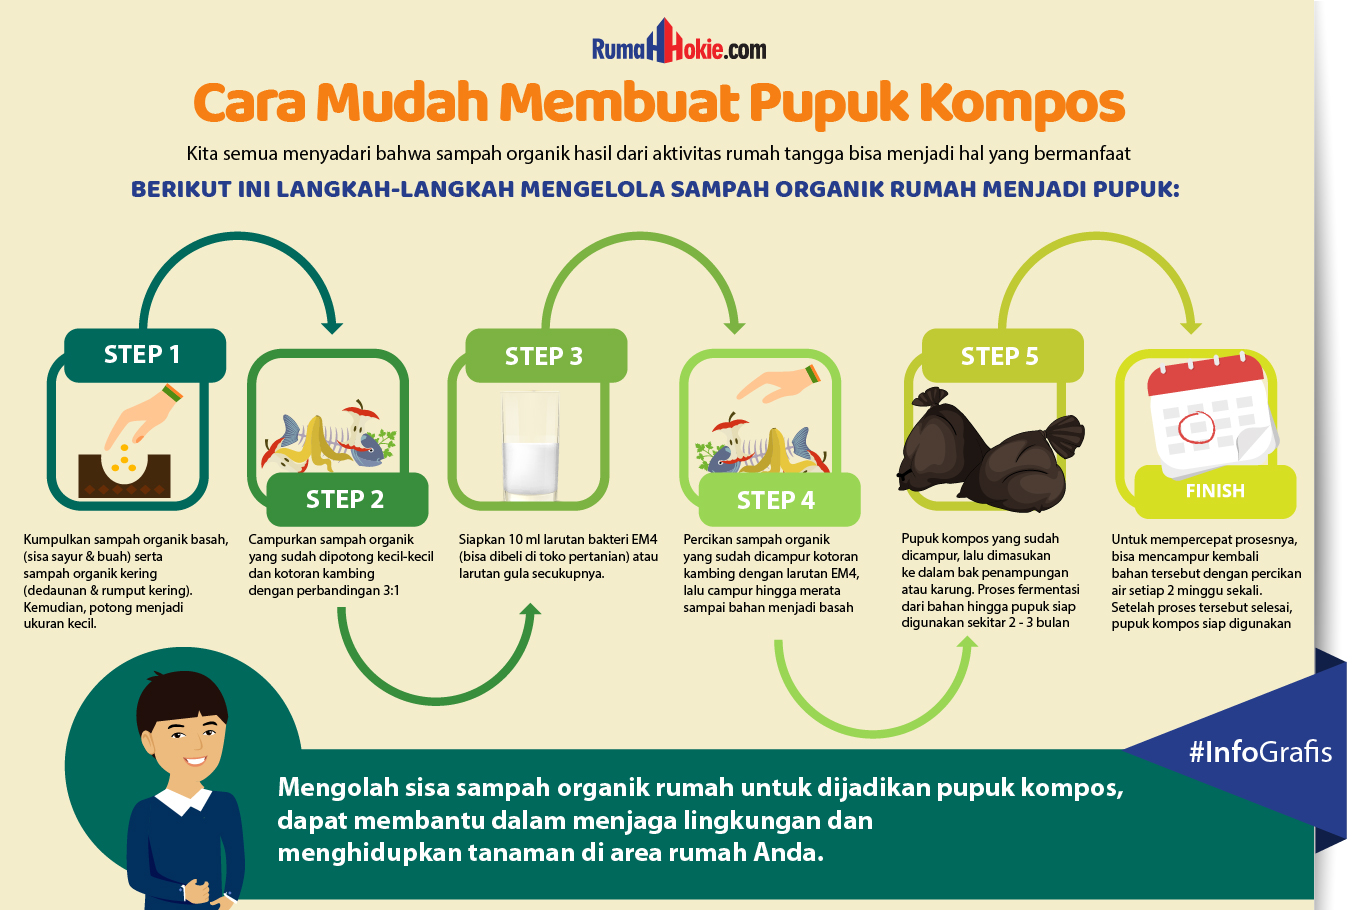 RumaHHokie.com
Cara Mudah Membuat Pupuk Kompos
Kita semua menyadari bahwa sampah organik hasil dari aktivitas rumah tangga bisa menjadi hal yang bermanfaat
BERIKUT INI LANGKAH-LANGKAH MENGELOLA SAMPAH ORGANIK RUMAH MENJADI PUPUK:
STEP 1
Kumpulkan sampah organik basah,
(sisa sayur & buah) serta
sampah organik kering
(dedaunan & rumput kering).
Kemudian, potong menjadi
ukuran kecil.
STEP 2
Campurkan sampah organik
yang sudah dipotong kecil-kecil
dan kotoran kambing
dengan perbandingan 3:1
STEP 3
Siapkan 10 ml larutan bakteri EM4
(bisa dibeli di toko pertanian) atau
larutan gula secukupnya.
STEP 4
Percikan sampah organik
yang sudah dicampur kotoran
kambing dengan larutan EM4,
lalu campur hingga merata
sampai bahan menjadi basah
STEP 5
Pupuk kompos yang sudah
dicampur, lalu dimasukan
ke dalam bak penampungan
atau karung. Proses fermentasi
dari bahan hingga pupuk siap
digunakan sekitar 2 - 3 bulan
FINISH
Untuk mempercepat prosesnya,
bisa mencampur kembali
bahan tersebut dengan percikan
air setiap 2 minggu sekali.
Setelah proses tersebut selesai,
pupuk kompos siap digunakan
#InfoGrafis
Mengolah sisa sampah organik rumah untuk dijadikan pupuk kompos,
dapat membantu dalam menjaga lingkungan dan
menghidupkan tanaman di area rumah Anda.